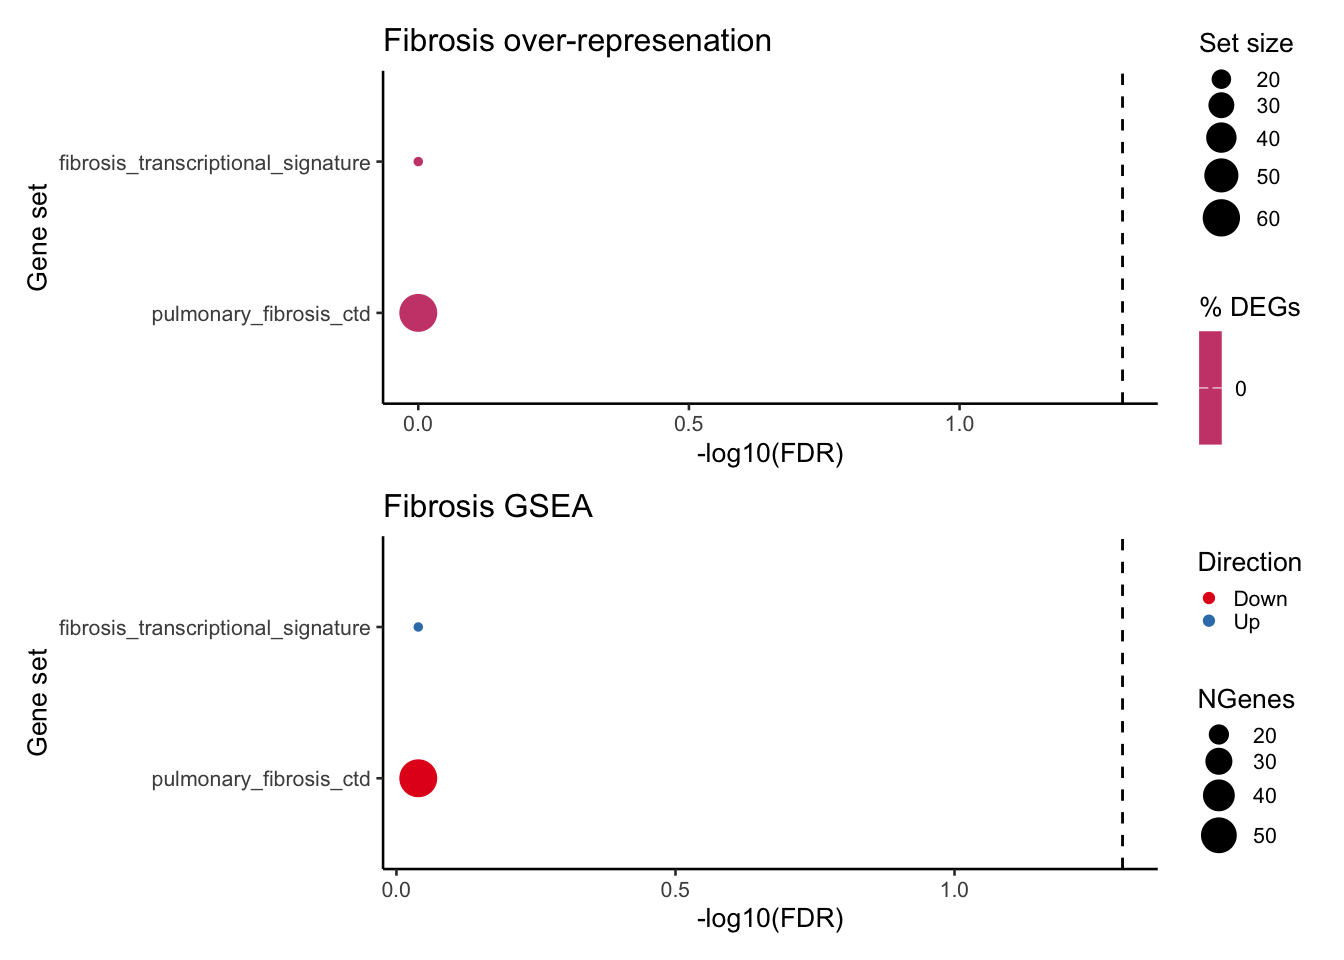 Fibrosis over-represenation
Gene set
fibrosis_transcriptional_signature
pulmonary_fibrosis_ctd
0.0
0.5
1.0
-log10(FDR)
Set size
20
30
40
50
60
% DEGs
0
Fibrosis GSEA
Gene set
fibrosis_transcriptional_signature
pulmonary_fibrosis_ctd
0.0
0.5
1.0
-log10(FDR)
Direction
Down
Up
NGenes
20
30
40
50